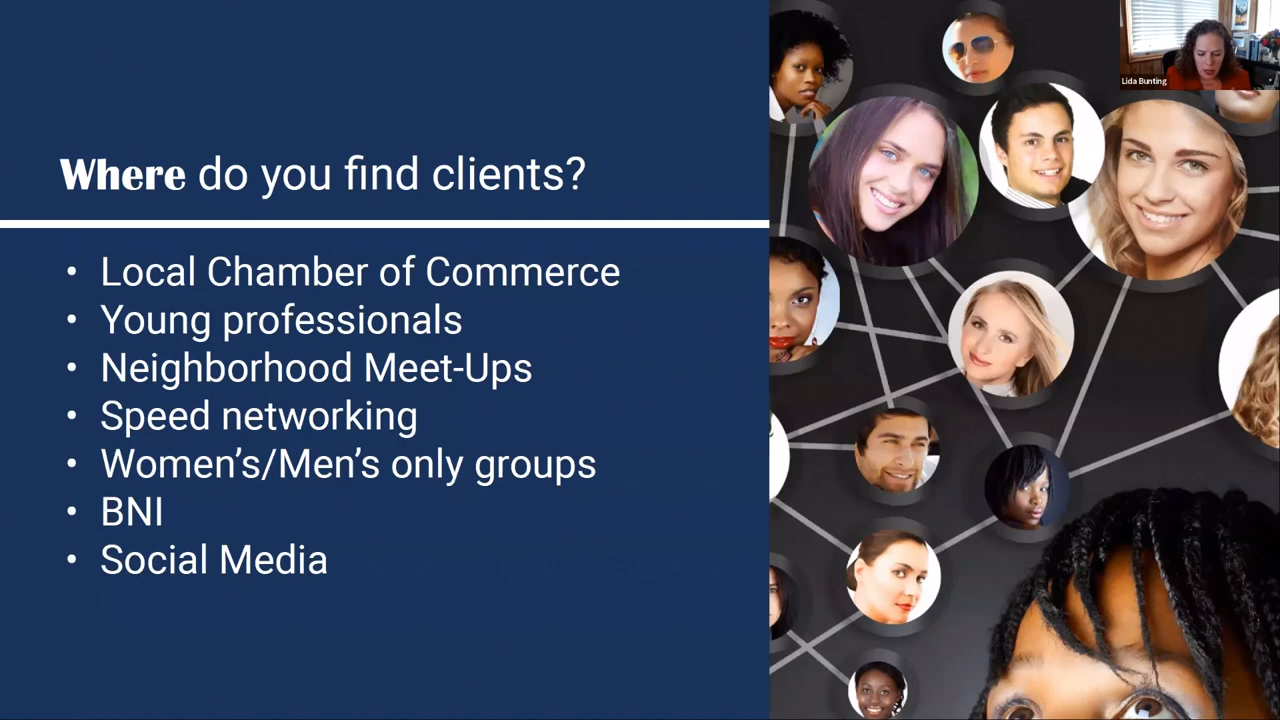 Lida Bunting
Where do you find clients?
• Local Chamber of Commerce
• Young professionals
• Neighborhood Meet-Ups
• Speed networking
• Women’s/Men’s only groups
• BNI
• Social Media